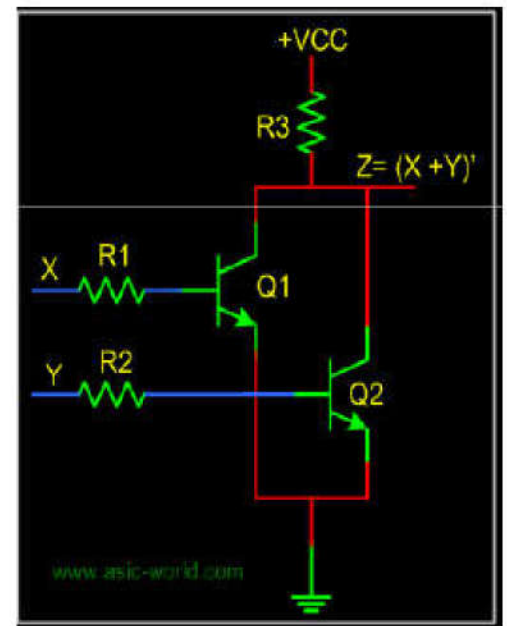 +VCC
R3
Z= (X +Y)'
X
R1
Q1
Y
R2
Q2
www.asic-world.com